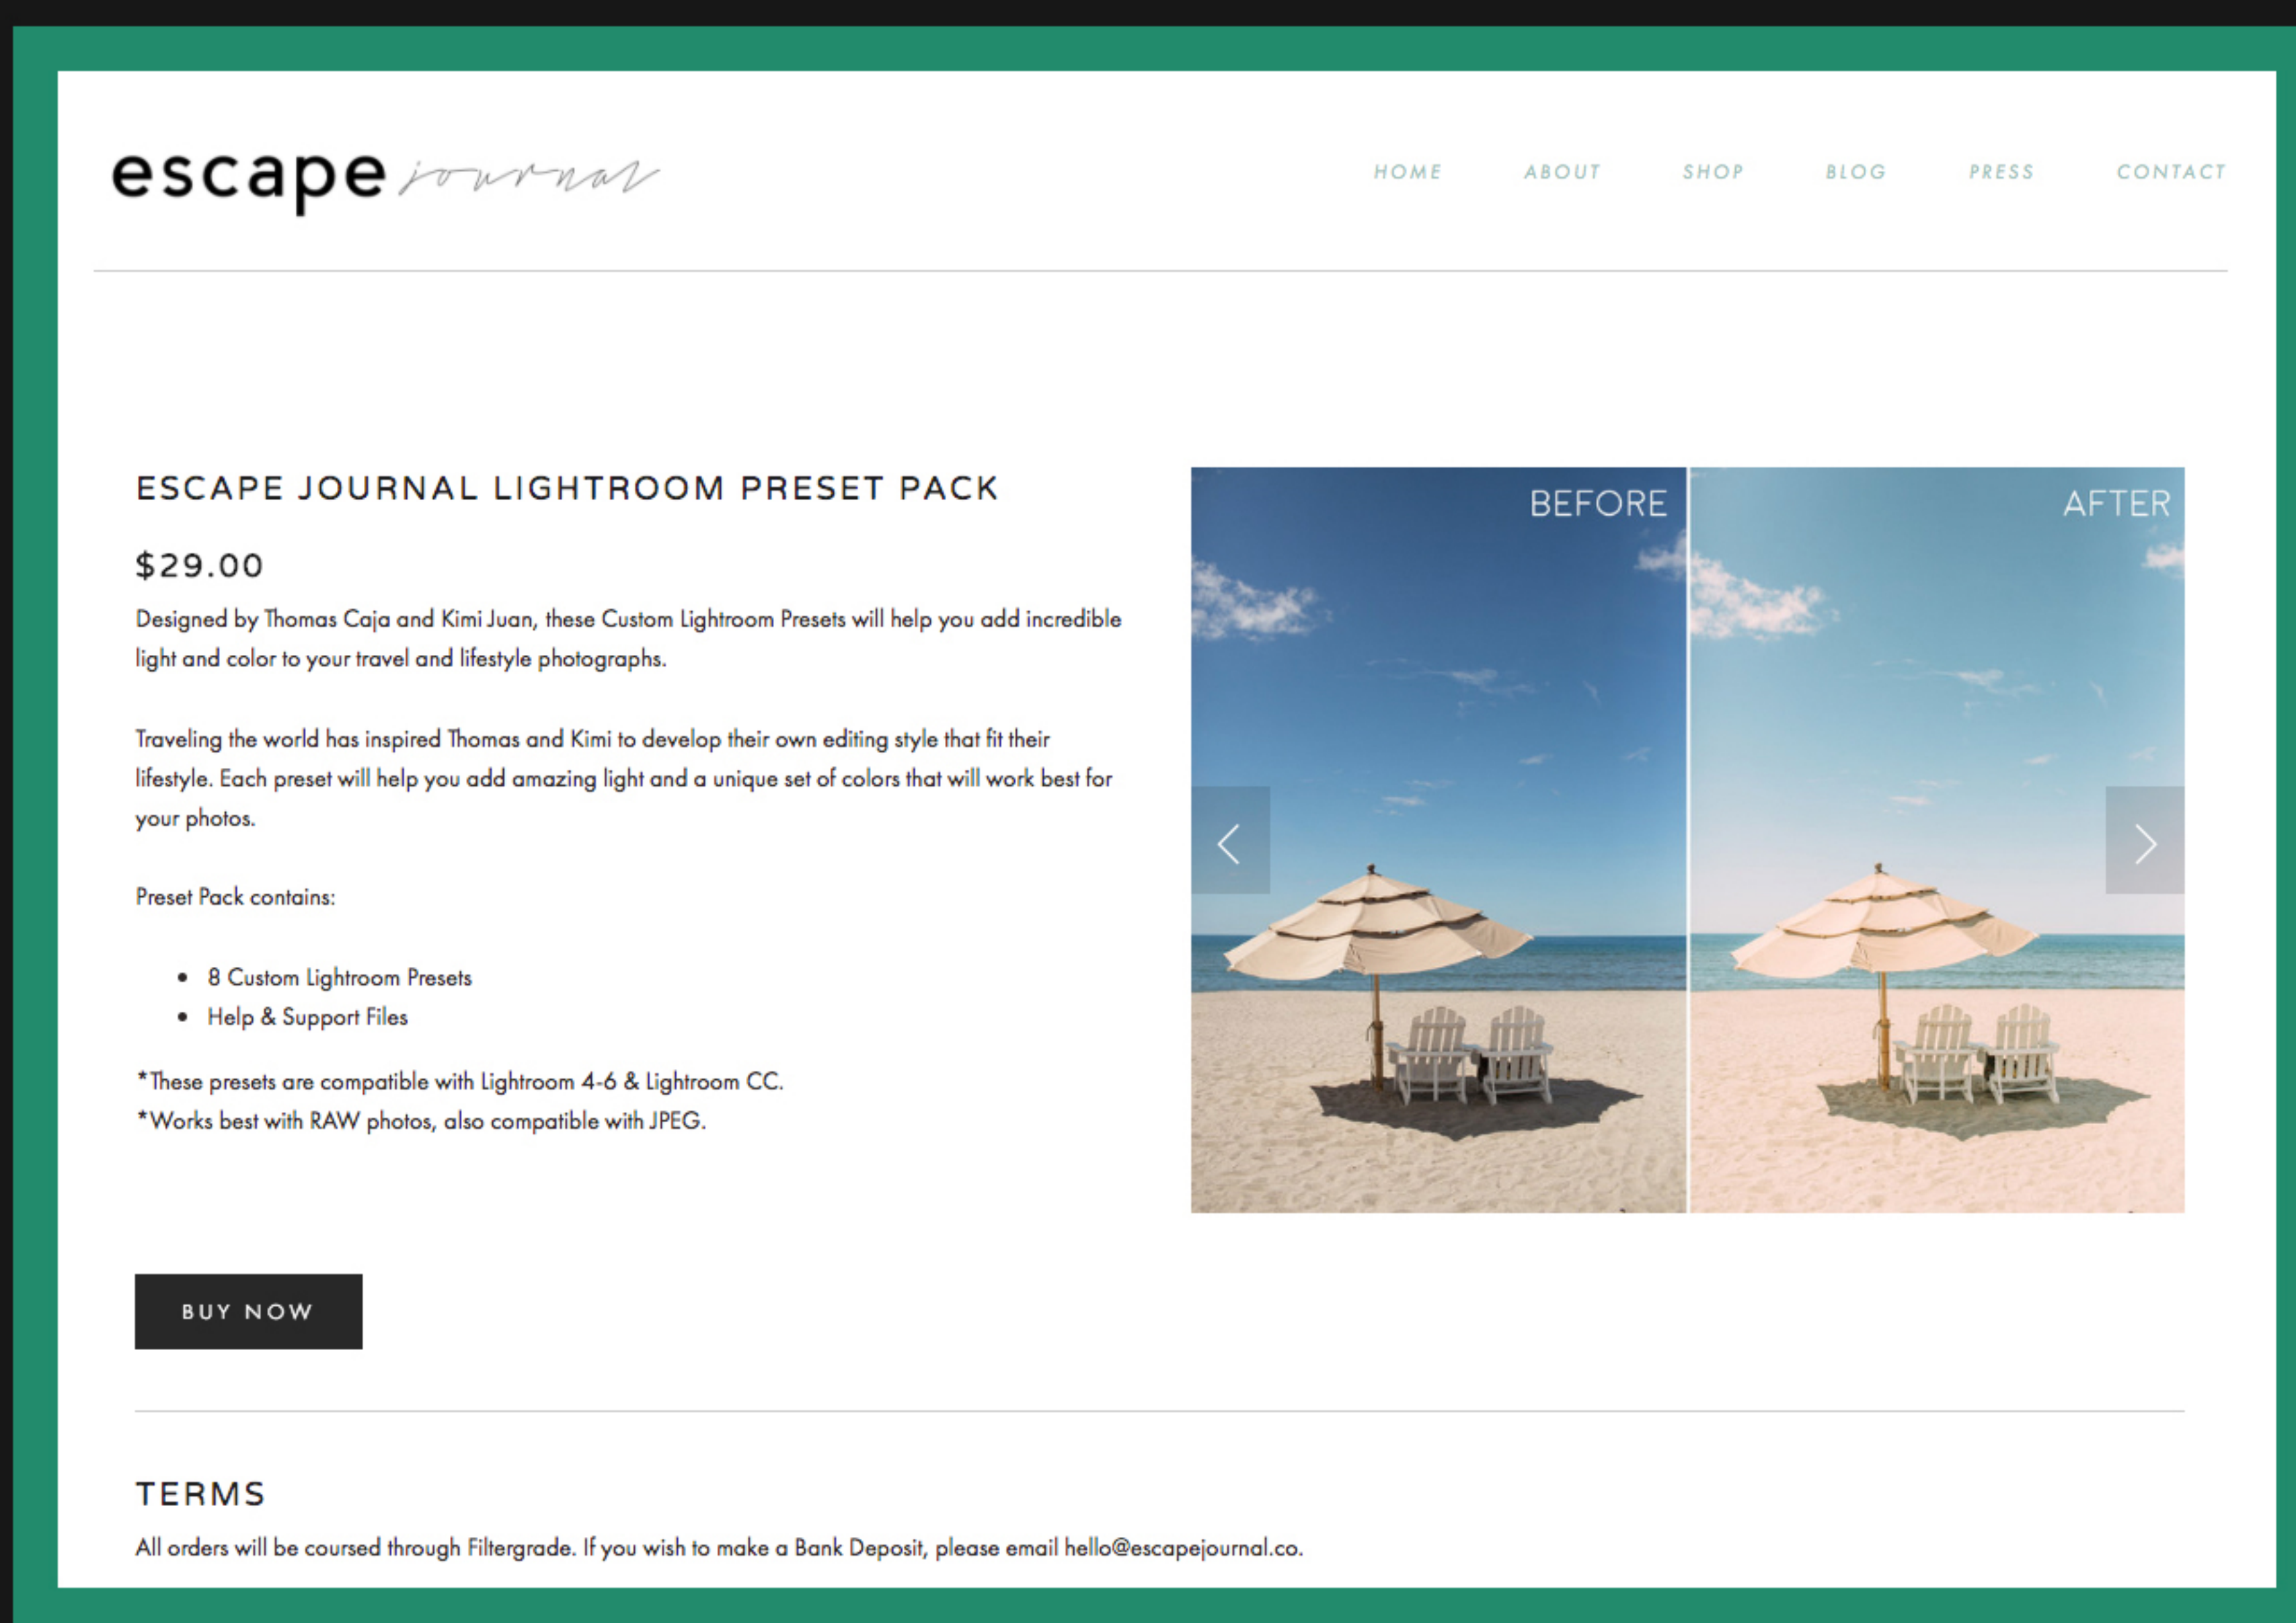 escape journal
HOME ABOUT SHOP BLOG PRESS CONTACT
ESCAPE JOURNAL LIGHTROOM PRESET PACK
$29.00
Designed by Thomas Caja and Kimi Juan, these Custom Lightroom Presets will help you add incredible
light and color to your travel and lifestyle photographs.
Traveling the world has inspired Thomas and Kimi to develop their own editing style that fit their
lifestyle. Each preset will help you add amazing light and a unique set of colors that will work best for
your photos.
Preset Pack contains:
• 8 Custom Lightroom Presets
• Help & Support Files
*These presets are compatible with Lightroom 4-6 & Lightroom CC.
*Works best with RAW photos, also compatible with JPEG.
BUY NOW
BEFORE
AFTER
TERMS
All orders will be coursed through Filtergrade. If you wish to make a Bank Deposit, please email hello@escapejournal.co.